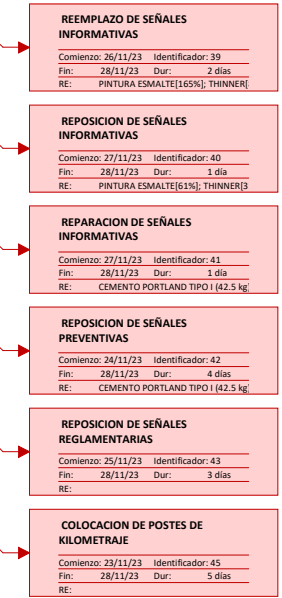 REEMPLAZO DE SEÑALES
INFORMATIVAS
Comienzo: 26/11/23 Identificador: 39
Fin: 28/11/23 Dur: 2 días
RE: PINTURA ESMALTE[165%]; THINNER[
REPOSICION DE SEÑALES
INFORMATIVAS
Comienzo: 27/11/23 Identificador: 40
Fin: 28/11/23 Dur: 1 día
RE: PINTURA ESMALTE[61%]; THINNER[3
REPARACION DE SEÑALES
INFORMATIVAS
Comienzo: 27/11/23 Identificador: 41
Fin: 28/11/23 Dur: 1 día
RE: CEMENTO PORTLAND TIPO I (42.5 kg)
REPOSICION DE SEÑALES
PREVENTIVAS
Comienzo: 24/11/23 Identificador: 42
Fin: 28/11/23 Dur: 4 días
RE: CEMENTO PORTLAND TIPO I (42.5 kg
REPOSICION DE SEÑALES
REGLAMENTARIAS
Comienzo: 25/11/23 Identificador: 43
Fin: 28/11/23 Dur: 3 días
RE:
COLOCACION DE POSTES DE
KILOMETRAJE
Comienzo: 23/11/23 Identificador: 45
Fin: 28/11/23 Dur: 5 días
RE: